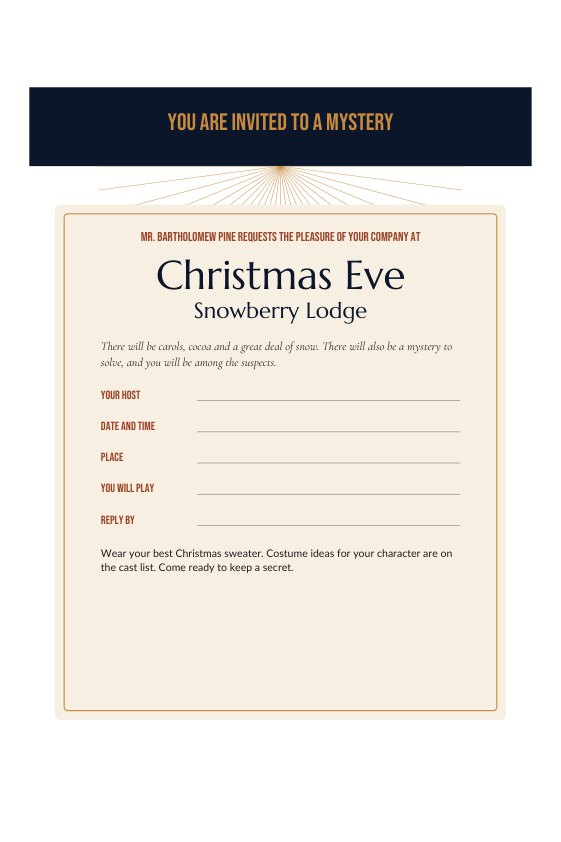 YOU ARE INVITED TO A MYSTERY
MR. BARTHOLOMEW PINE REQUESTS THE PLEASURE OF YOUR COMPANY AT
Christmas Eve
Snowberry Lodge
There will be carols, cocoa and a great deal of snow. There will also be a mystery to
solve, and you will be among the suspects.
YOUR HOST
DATE AND TIME
PLACE
YOU WILL PLAY
REPLY BY
Wear your best Christmas sweater. Costume ideas for your character are on
the cast list. Come ready to keep a secret.